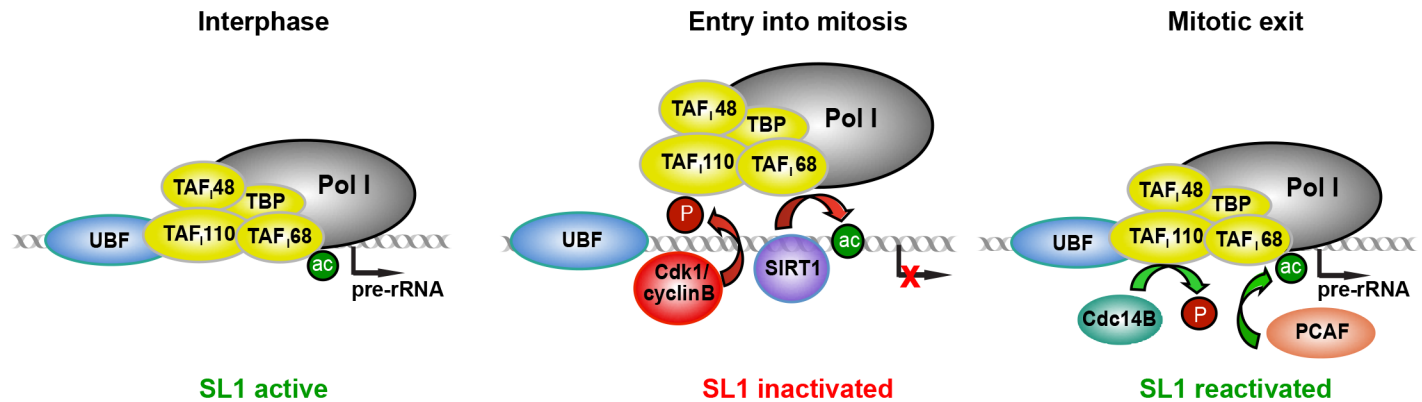 Interphase
TAFI48
TBP
Pol I
UBF
TAFI110
TAFI68
ac
pre-rRNA
SL1 active
Entry into mitosis
TAFI48
TBP
Pol I
TAFI110
TAFI68
P
UBF
ac
SIRT1
Cdk1/
cyclinB
X
SL1 inactivated
Mitotic exit
TAFI48
TBP
Pol I
UBF
TAFI110
TAFI68
ac
pre-rRNA
Cdc14B
P
PCAF
SL1 reactivated